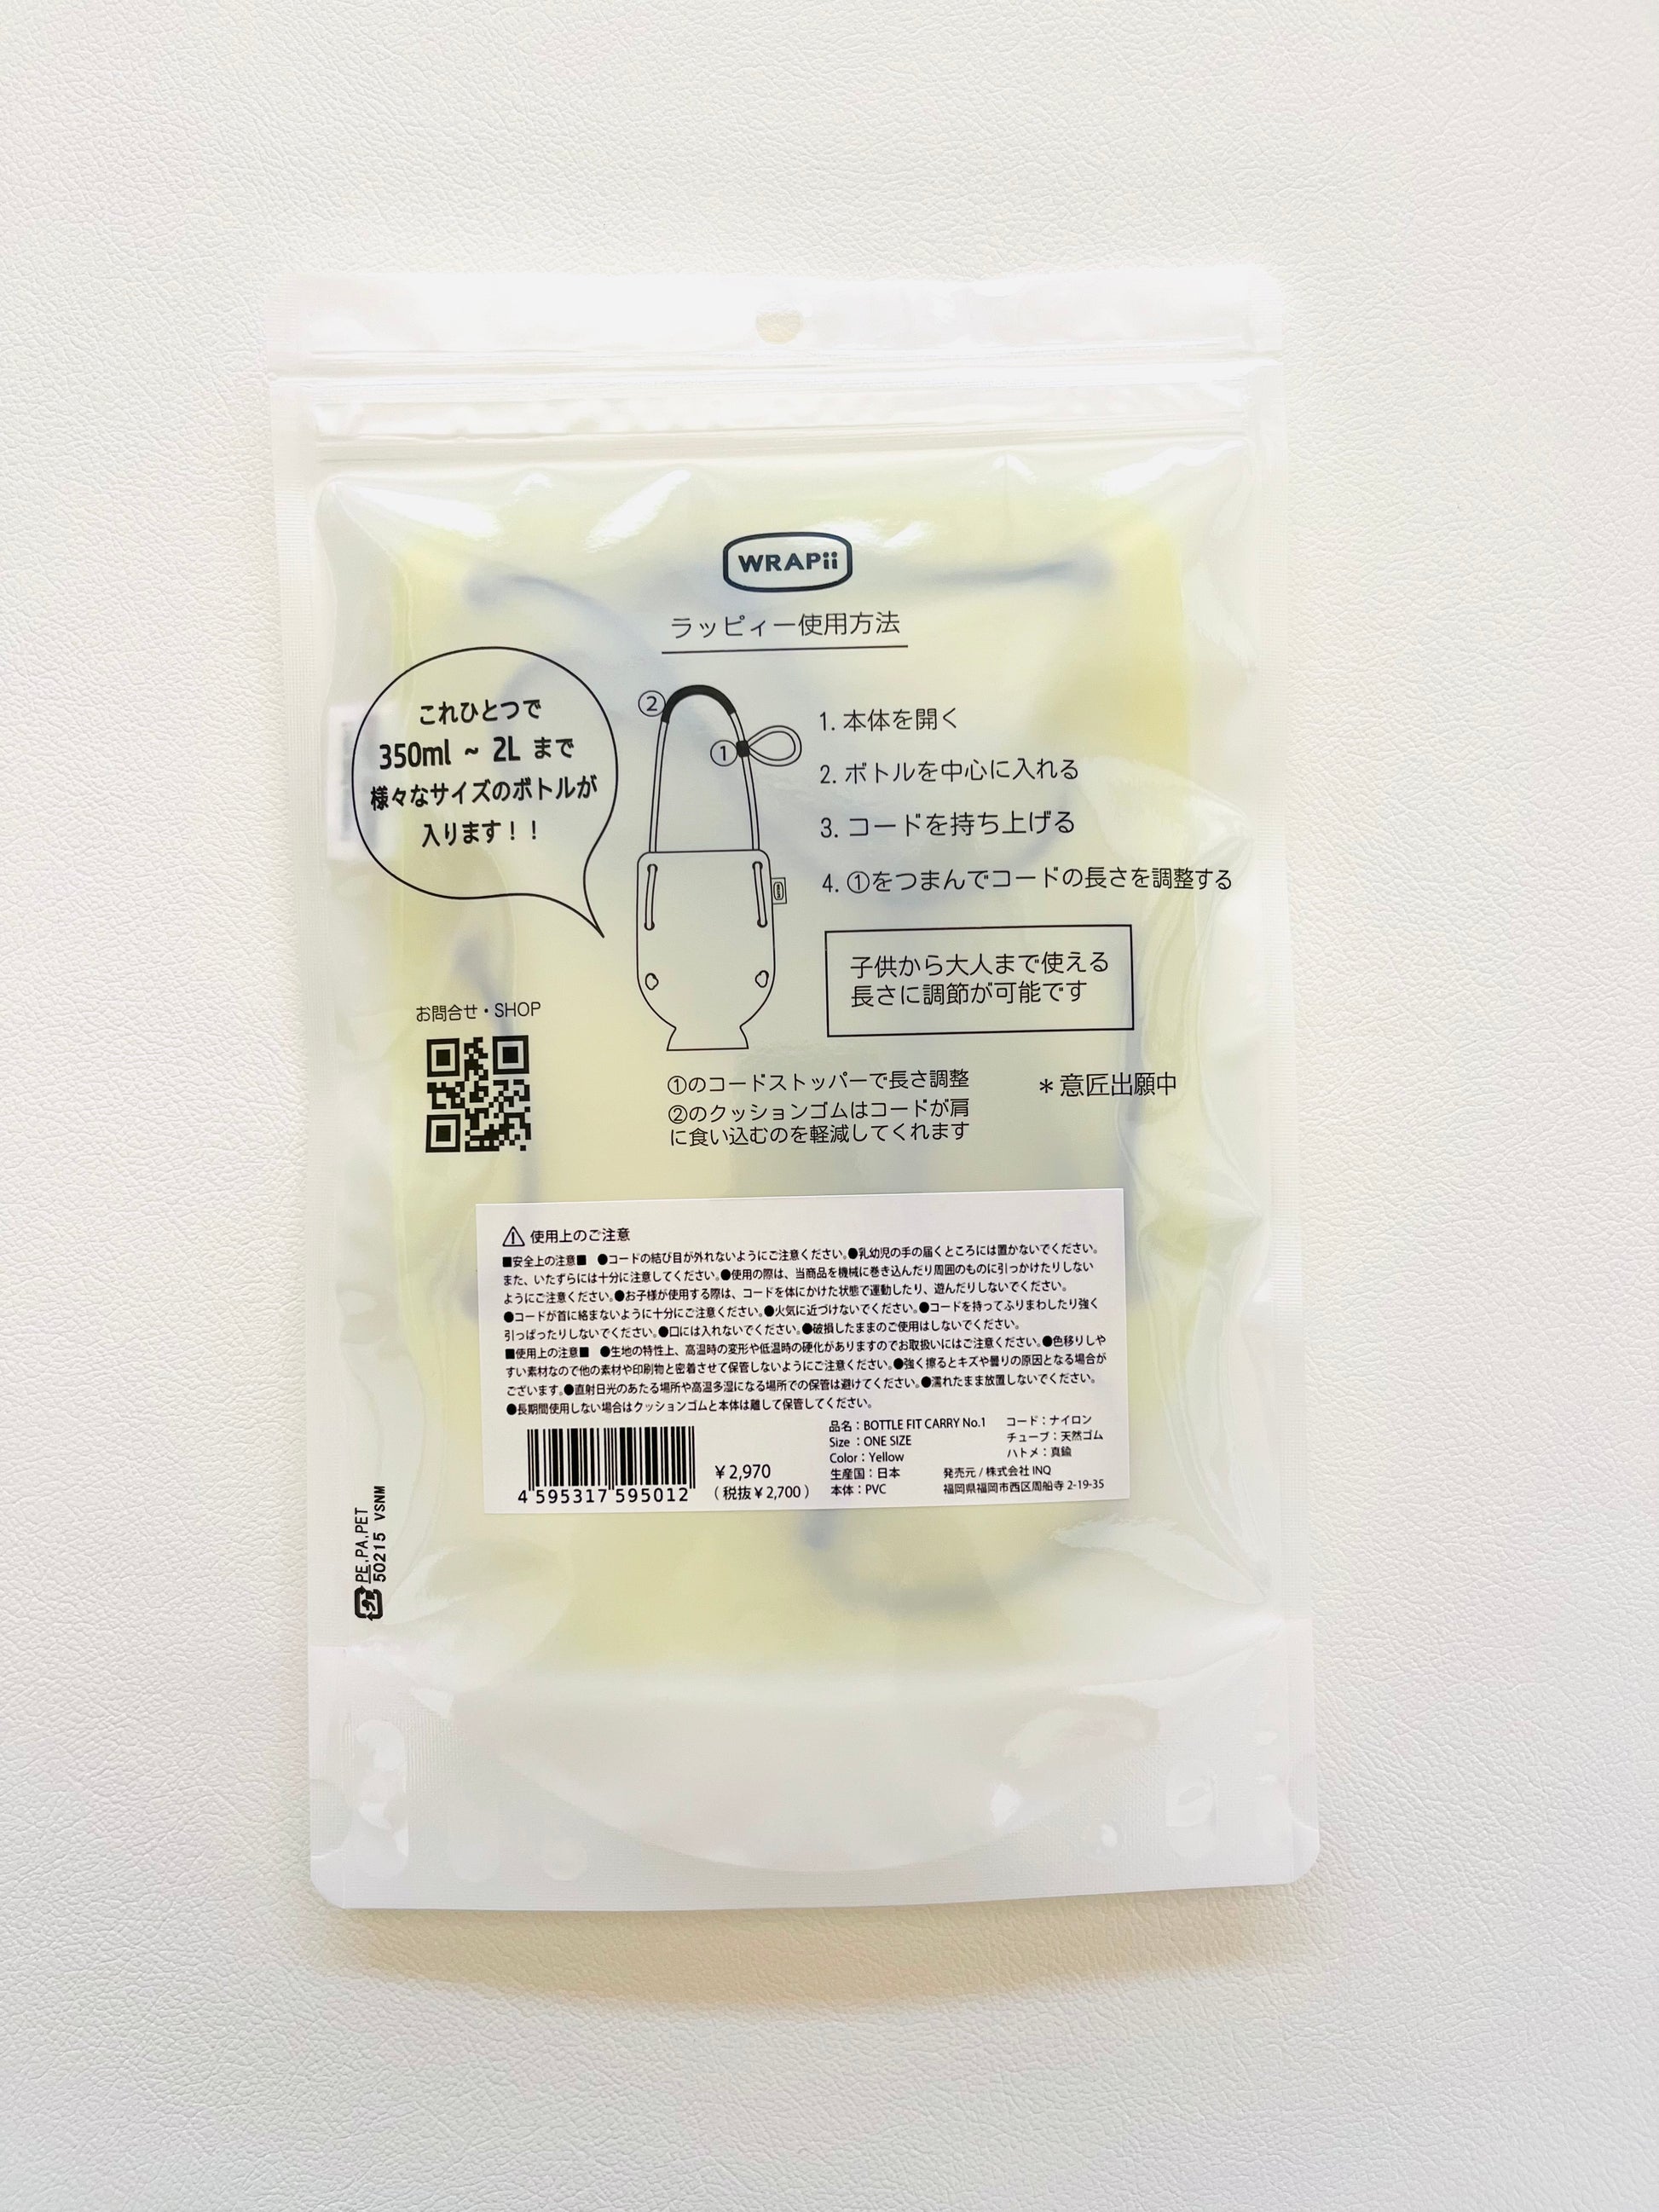 WRAPii
ラッピィー使用方法
これひとつで
350ml ~ 2L まで
様々なサイズのボトルが
入ります！！
②
①
1. 本体を開く
2. ボトルを中心に入れる
3. コードを持ち上げる
4. ①をつまんでコードの長さを調整する
子供から大人まで使える
長さに調節が可能です
お問合せ・SHOP
①のコードストッパーで長さ調整
②のクッションゴムはコードが肩
に食い込むのを軽減してくれます
＊意匠出願中
使用上のご注意
■安全上の注意■ ●コードの結び目が外れないようにご注意ください。●乳幼児の手の届くところには置かないでください。
また、いたずらには十分に注意してください。●使用の際は、当商品を機械に巻き込んだり周囲のものに引っかけたりしない
ようにご注意ください。●お子様が使用する際は、コードを体にかけた状態で運動したり、遊んだりしないでください。
●コードが首に絡まないように十分にご注意ください。●火気に近づけないでください。●コードを持ってふりまわしたり強く
引っぱったりしないでください。●口には入れないでください。●破損したままのご使用はしないでください。
■使用上の注意■ ●生地の特性上、高温時の変形や低温時の硬化がありますのでお取扱いにはご注意ください。●色移りしや
すい素材なので他の素材や印刷物と密着させて保管しないようにご注意ください。●強く擦るとキズや曇りの原因となる場合が
ございます。●直射日光のあたる場所や高温多湿になる場所での保管は避けてください。●濡れたまま放置しないでください。
●長期間使用しない場合はクッションゴムと本体は離して保管してください。
4 595317 595012
￥2,970
（税抜￥2,700）
品名：BOTTLE FIT CARRY No.1
Size：ONE SIZE
Color：Yellow
生産国：日本
本体：PVC
コード：ナイロン
チューブ：天然ゴム
ハトメ：真鍮
発売元 / 株式会社 INQ
福岡県福岡市西区周船寺 2-19-35
プラ
PE,PA,PET
50215 VSNM